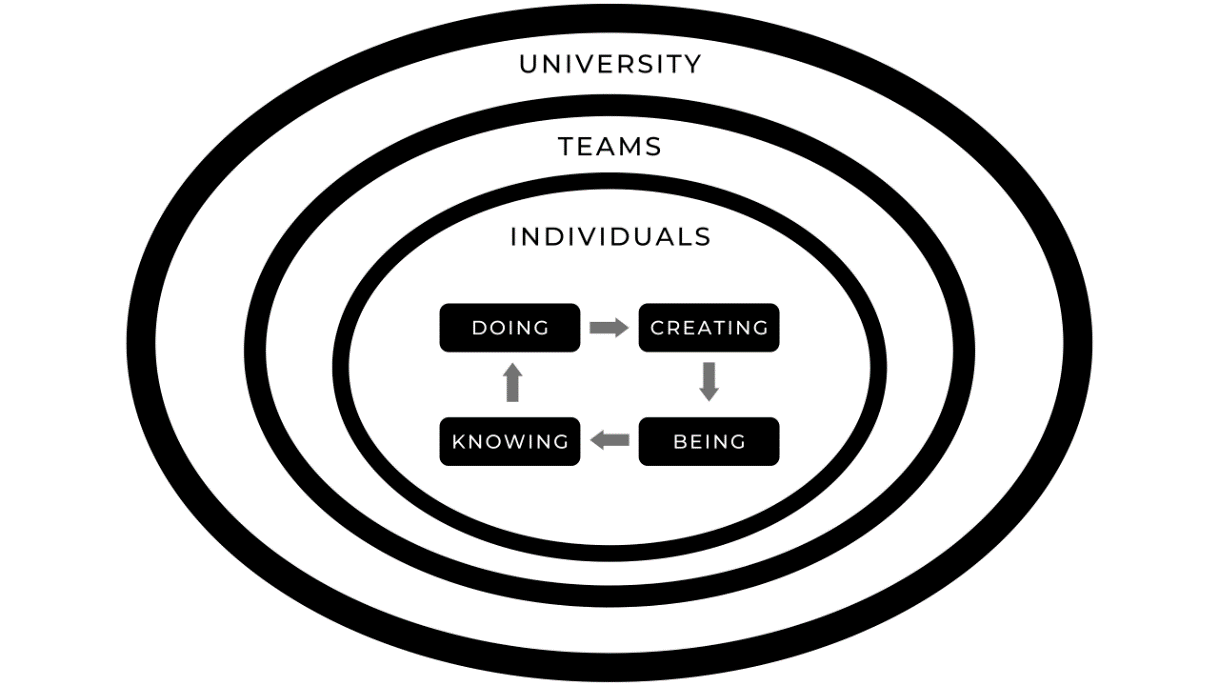 UNIVERSITY
TEAMS
INDIVIDUALS
DOING
CREATING
KNOWING
BEING